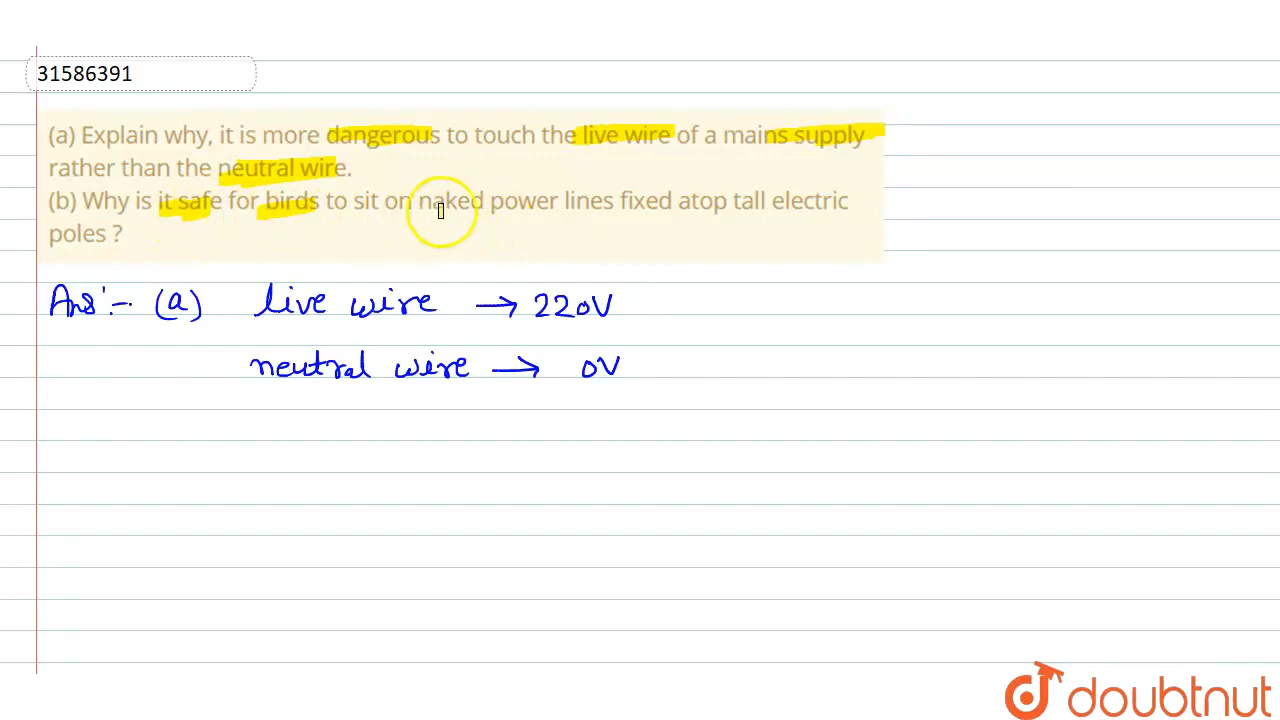 31586391
(a) Explain why, it is more dangerous to touch the live wire of a mains supply
rather than the neutral wire.
(b) Why is it safe for birds to sit on naked power lines fixed atop tall electric
poles ?
Ans:- (a) live wire → 220V
neutral wire → 0V
doubtnut